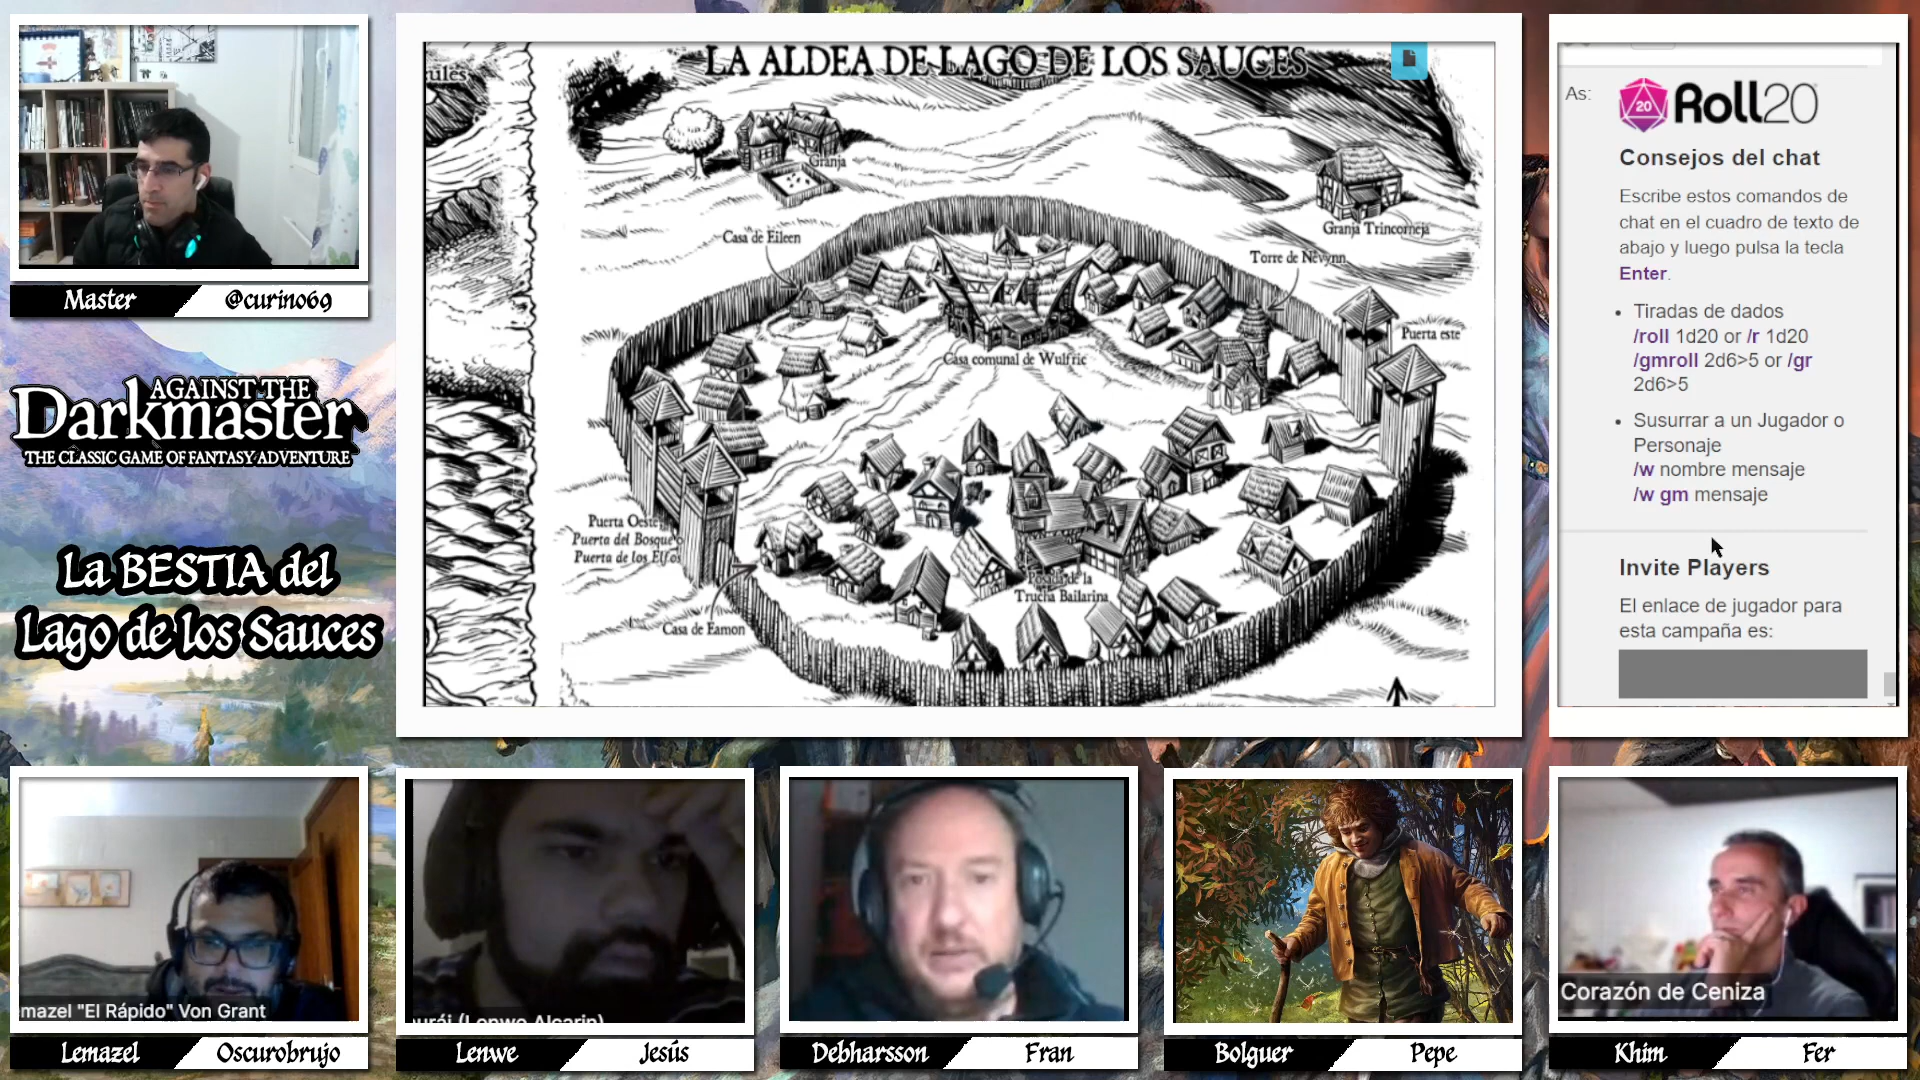 Master
@curino69
AGAINST THE
Darkmaster
THE CLASSIC GAME OF FANTASY ADVENTURE
La BESTIA del
Lago de los Sauces
LA ALDEA DE LAGO DE LOS SAUCES
ules
Granja
Casa de Eileen
Granja Trincorneja
Torre de Nevynn
Puerta este
Casa comunal de Wulfric
Puerta Oeste
Puerta del Bosque o
Puerta de los Elfos
Posada de la
Trucha Bailarina
Casa de Eamon
As:
20
Roll20
Consejos del chat
Escribe estos comandos de
chat en el cuadro de texto de
abajo y luego pulsa la tecla
Enter.
• Tiradas de dados
/roll 1d20 or /r 1d20
/gmroll 2d6>5 or /gr
2d6>5
• Susurrar a un Jugador o
Personaje
/w nombre mensaje
/w gm mensaje
Invite Players
El enlace de jugador para
esta campaña es:
mazel "El Rápido" Von Grant
Lemazel
Oscurobrujo
urái (Lenwe Alcarin)
Lenwe
Jesús
Debharsson
Fran
Bolguer
Pepe
Corazón de Ceniza
Khim
Fer